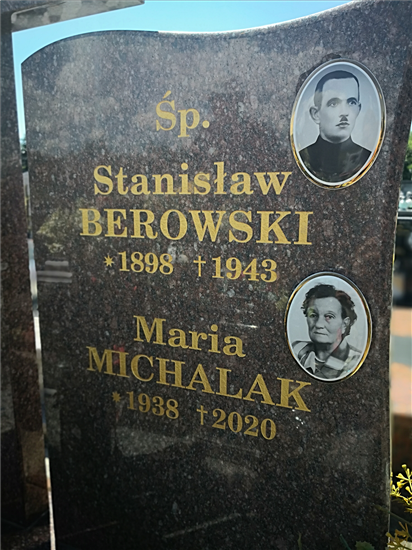 Śp.
Stanisław
BEROWSKI
*1898 †1943
Maria
MICHALAK
*1938 †2020